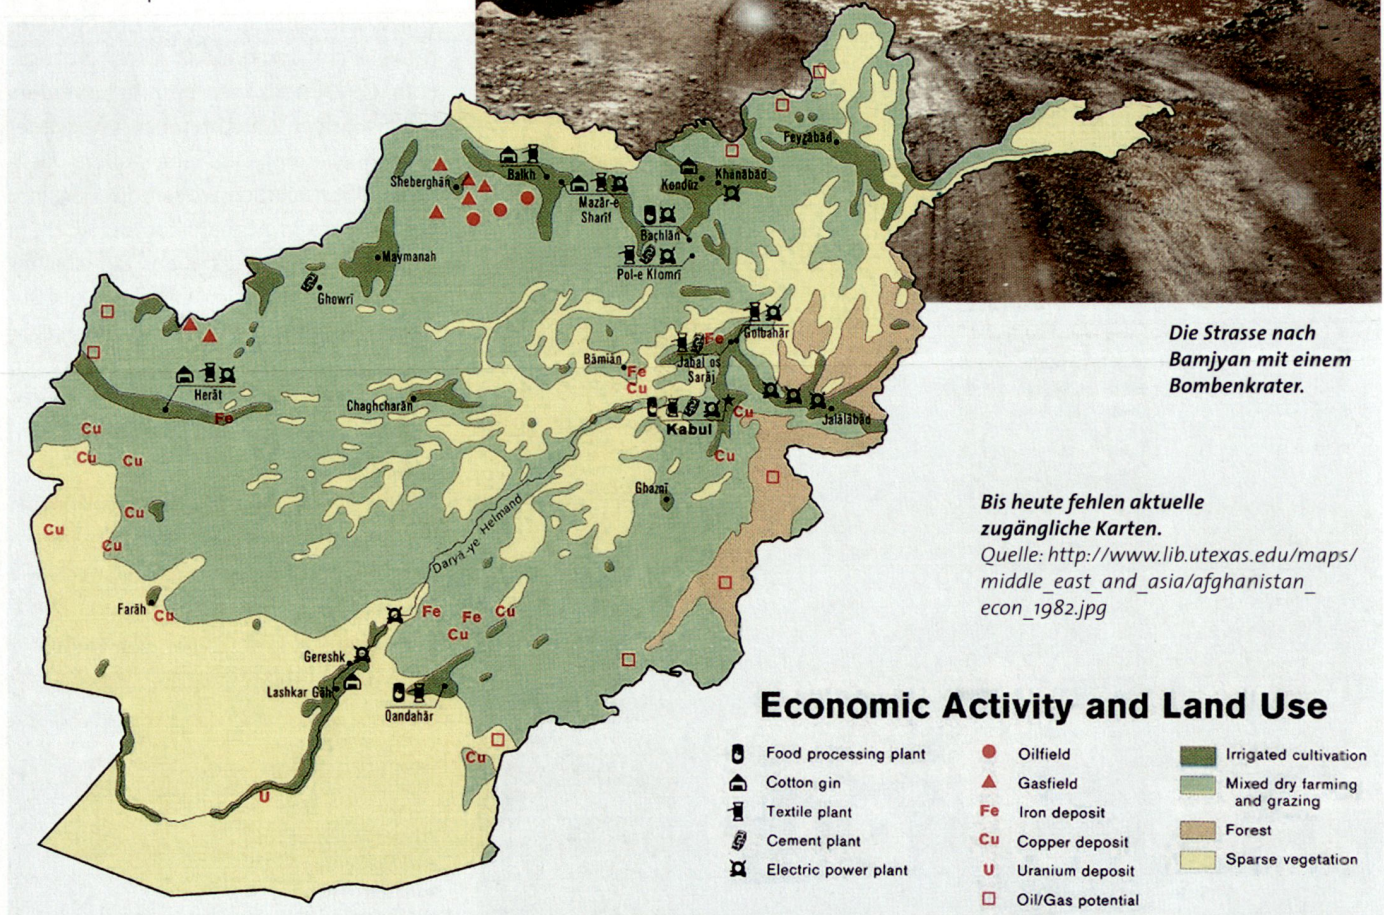 Feyzābād
Sheberghān
Balkh
Kondūz
Khānābād
Mazār-e
Sharīf
Bachlān
Maymanah
Pol-e Klomrī
Ghowrī
Golbahār
Fe
Jabal os
Sarāj
Bāmiān
Fe
Cu
Herāt
Fe
Chaghcharān
Kabul
Cu
Jalālābād
Cu
Cu
Cu
Cu
Ghaznī
Cu
Cu
Cu
Daryā-ye Helmand
Farāh
Cu
Fe
Fe
Cu
Cu
Gereshk
Lashkar Gāh
Qandahār
Cu
U
Die Strasse nach
Bamjyan mit einem
Bombenkrater.
Bis heute fehlen aktuelle
zugängliche Karten.
Quelle: http://www.lib.utexas.edu/maps/
middle_east_and_asia/afghanistan_
econ_1982.jpg
Economic Activity and Land Use
Food processing plant
Cotton gin
Textile plant
Cement plant
Electric power plant
Oilfield
Gasfield
Fe Iron deposit
Cu Copper deposit
U Uranium deposit
Oil/Gas potential
Irrigated cultivation
Mixed dry farming
and grazing
Forest
Sparse vegetation